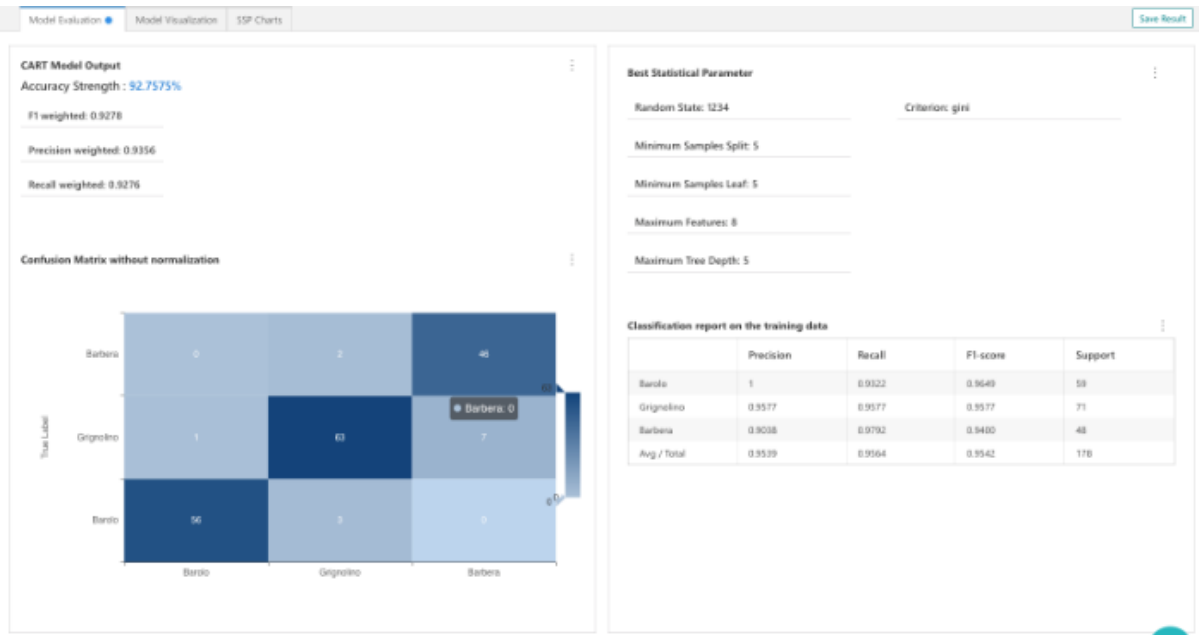 Model Evaluation
Model Visualization
SSP Charts
Save Result
CART Model Output
Accuracy Strength : 92.7575%
F1 weighted: 0.9278
Precision weighted: 0.9356
Recall weighted: 0.9276
Confusion Matrix without normalization
Barbera 0 2 46
Grignolino 1 63 7
Barolo 56 3 0
True Label
Barolo Grignolino Barbera
63
Barbera: 0
0
Best Statistical Parameter
Random State: 1234
Criterion: gini
Minimum Samples Split: 5
Minimum Samples Leaf: 5
Maximum Features: 8
Maximum Tree Depth: 5
Classification report on the training data
Precision Recall F1-score Support
Barolo 1 0.9322 0.9649 59
Grignolino 0.9577 0.9577 0.9577 71
Barbera 0.9038 0.9792 0.9400 48
Avg / Total 0.9539 0.9564 0.9542 178